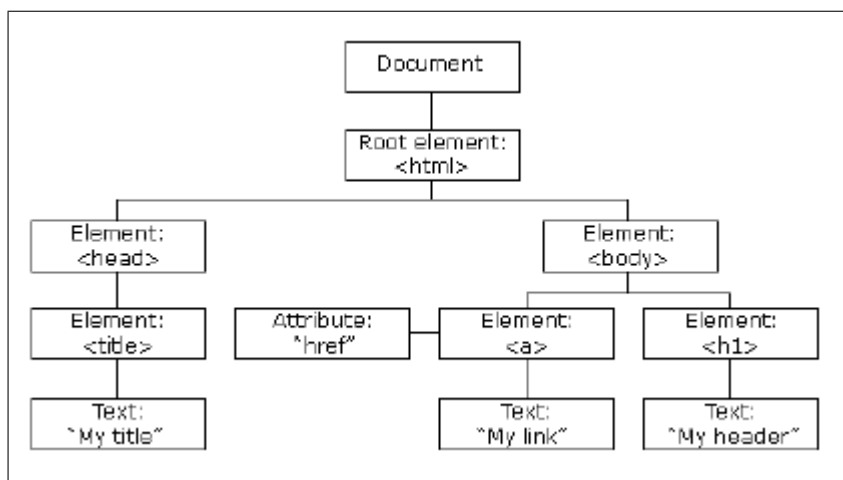 Document
Root element:
<html>
Element:
<head>
Element:
<body>
Element:
<title>
Attribute:
"href"
Element:
<a>
Element:
<h1>
Text:
"My title"
Text:
"My link"
Text:
"My header"